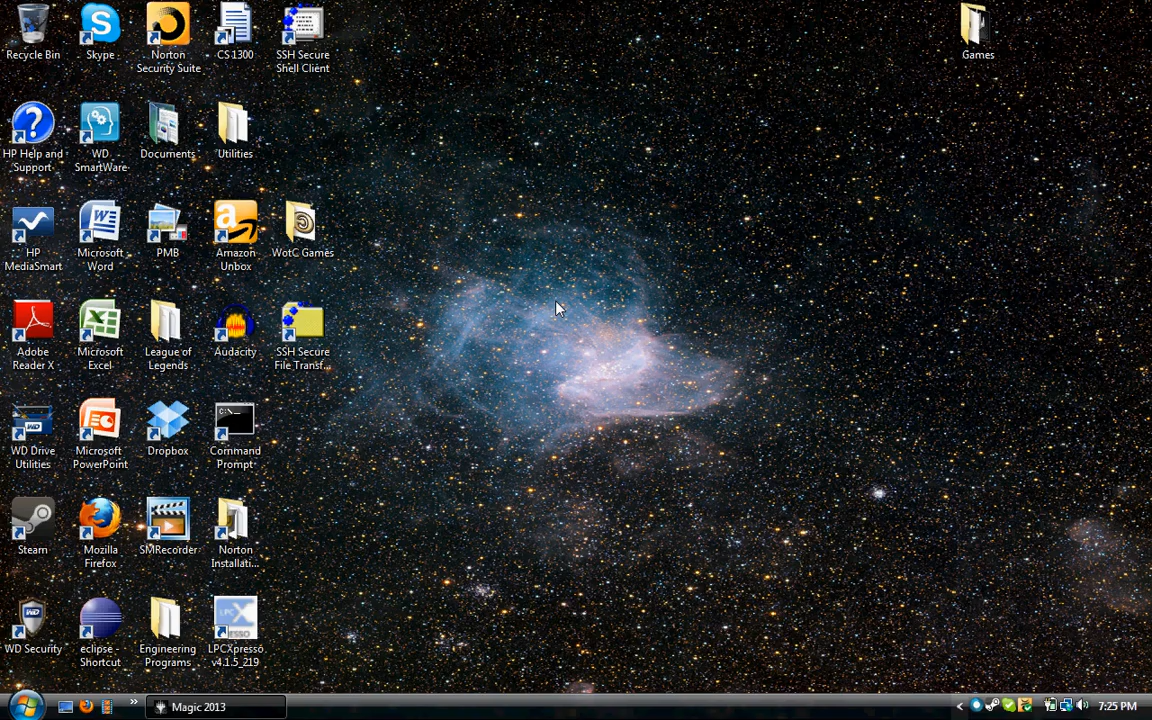 Recycle Bin
Skype
Norton
Security Suite
CS 1300
SSH Secure
Shell Client
Games
HP Help and
Support
WD
SmartWare
Documents
Utilities
HP
MediaSmart
Microsoft
Word
PMB
Amazon
Unbox
WotC Games
Adobe
Reader X
Microsoft
Excel
League of
Legends
Audacity
SSH Secure
File Transf...
WD Drive
Utilities
Microsoft
PowerPoint
Dropbox
Command
Prompt
Steam
Mozilla
Firefox
SMRecorder
Norton
Installati...
WD Security
eclipse -
Shortcut
Engineering
Programs
LPCXpresso
v4.1.5_219
Magic 2013
7:25 PM